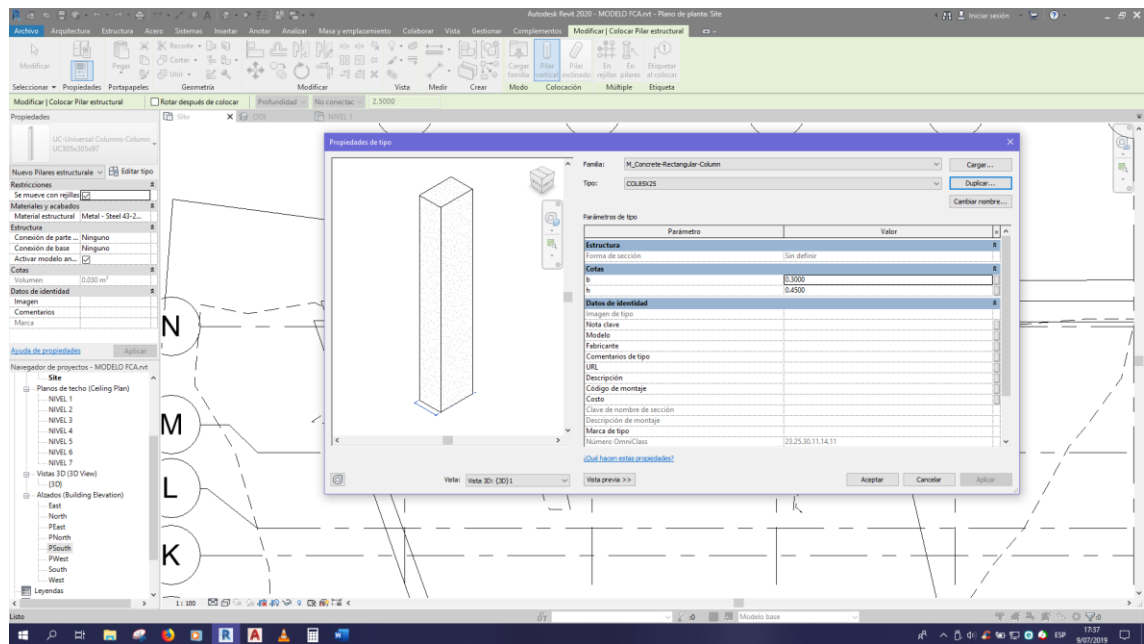 Autodesk Revit 2020 - MODELO FCA.rvt - Plano de planta: Site
Iniciar sesión
Archivo Arquitectura Estructura Acero Sistemas Insertar Anotar Analizar Masa y emplazamiento Colaborar Vista Gestionar Complementos Modificar | Colocar Pilar estructural
Modificar
Pegar
Recorte
Cortar
Unir
Cargar familia
Pilar vertical
Pilar inclinado
En rejillas
En pilares
Etiquetar al colocar
Seleccionar Propiedades Portapapeles Geometría Modificar Vista Medir Crear Modo Colocación Múltiple Etiqueta
Modificar | Colocar Pilar estructural Rotar después de colocar Profundidad No conectac 2.5000
Propiedades
Site {3D} NIVEL 1
UC-Universal Columns-Column
UC305x305x97
Nuevo Pilares estructurale Editar tipo
Restricciones
Se mueve con rejillas
Materiales y acabados
Material estructural Metal - Steel 43-2...
Estructura
Conexión de parte ... Ninguno
Conexión de base Ninguno
Activar modelo an...
Cotas
Volumen 0.030 m³
Datos de identidad
Imagen
Comentarios
Marca
Ayuda de propiedades Aplicar
Navegador de proyectos - MODELO FCA.rvt
Site
Planos de techo (Ceiling Plan)
NIVEL 1
NIVEL 2
NIVEL 3
NIVEL 4
NIVEL 5
NIVEL 6
NIVEL 7
Vistas 3D (3D View)
{3D}
Alzados (Building Elevation)
East
North
PEast
PNorth
PSouth
PWest
South
West
Leyendas
N
M
L
K
Propiedades de tipo
Familia: M_Concrete-Rectangular-Column Cargar...
Tipo: COL85X25 Duplicar...
Cambiar nombre...
Parámetros de tipo
Parámetro Valor =
Estructura
Forma de sección Sin definir
Cotas
b 0.3000
h 0.4500
Datos de identidad
Imagen de tipo
Nota clave
Modelo
Fabricante
Comentarios de tipo
URL
Descripción
Código de montaje
Costo
Clave de nombre de sección
Descripción de montaje
Marca de tipo
Número OmniClass 23.25.30.11.14.11
¿Qué hacen estas propiedades?
Vista: Vista 3D: {3D}1 Vista previa >> Aceptar Cancelar Aplicar
1 : 100
Listo
:0 Modelo base :0
ESP
17:37
9/07/2019